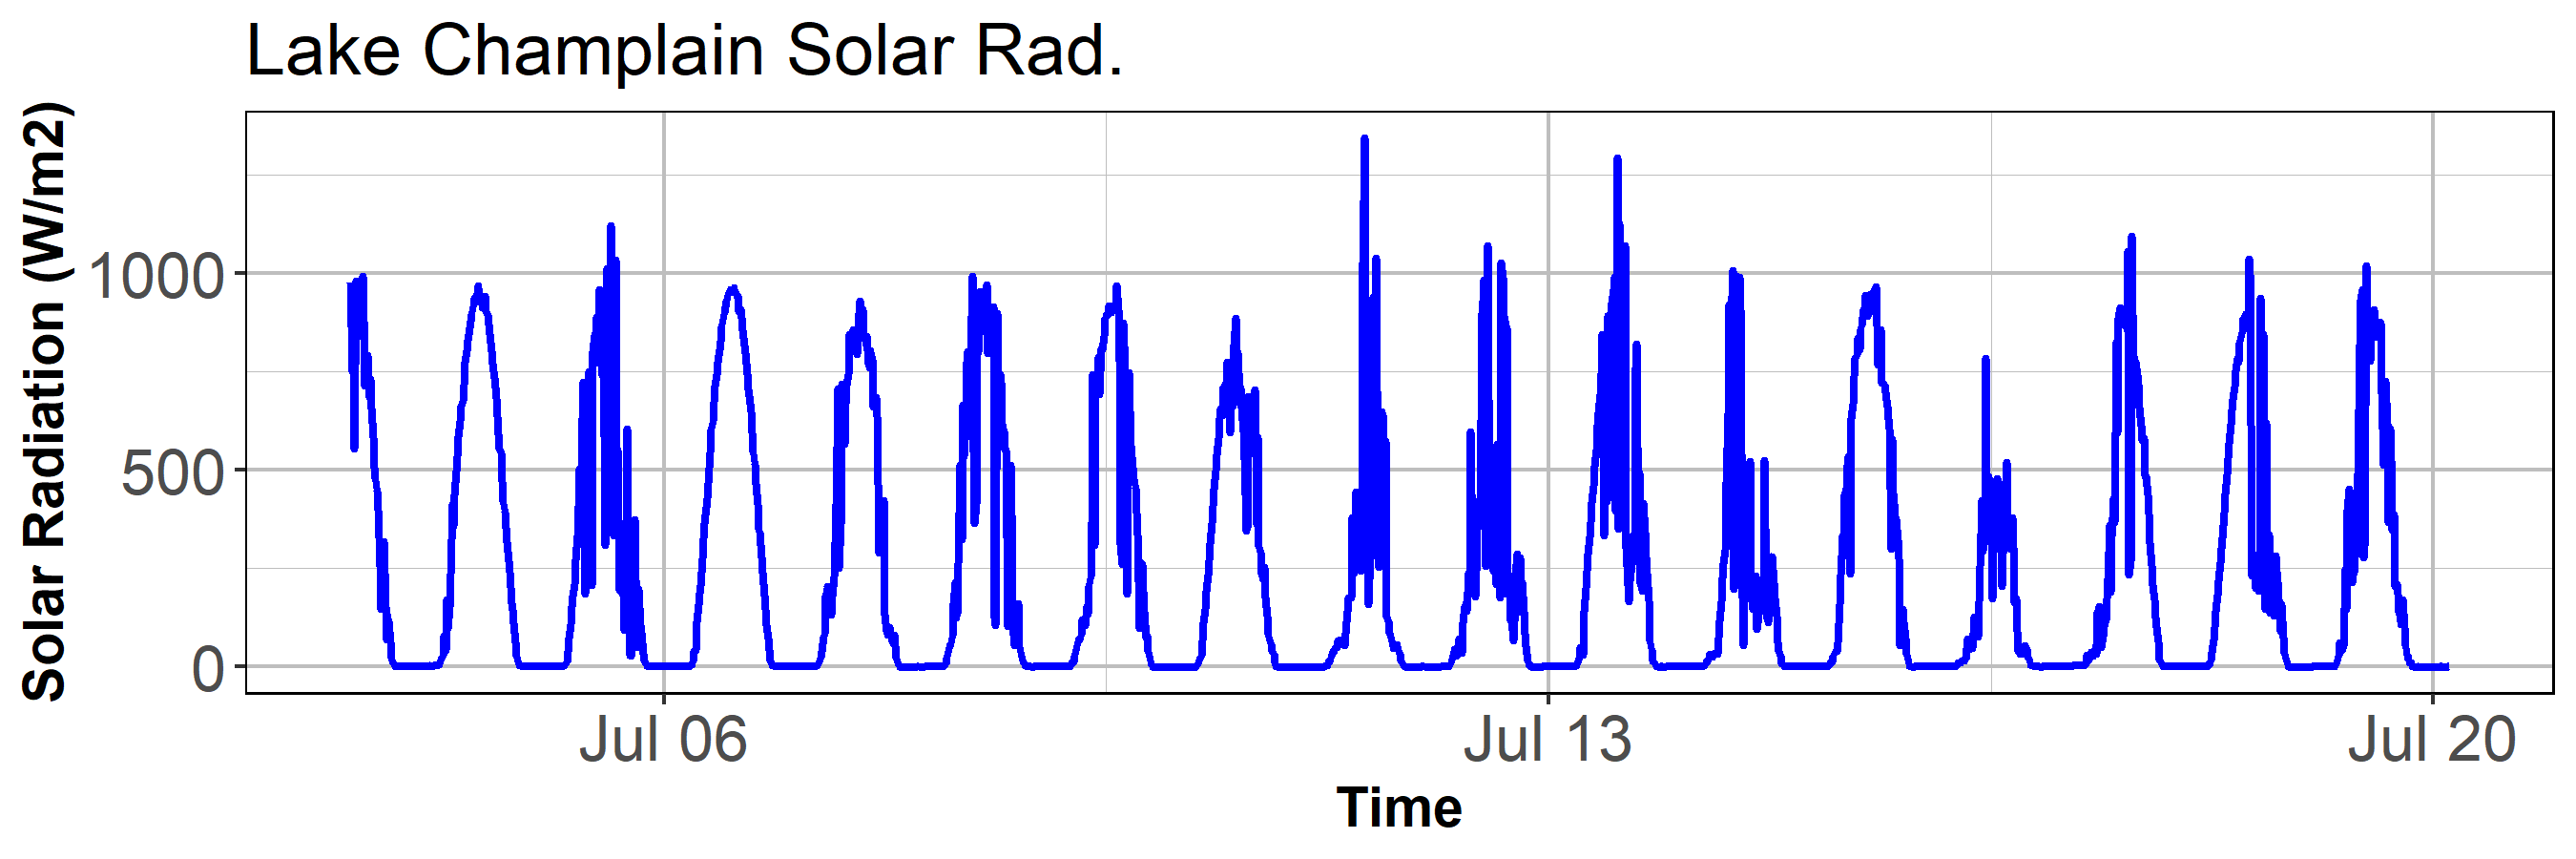 Lake Champlain Solar Rad.
Solar Radiation (W/m2)
1000
500
0
Jul 06 Jul 13 Jul 20
Time